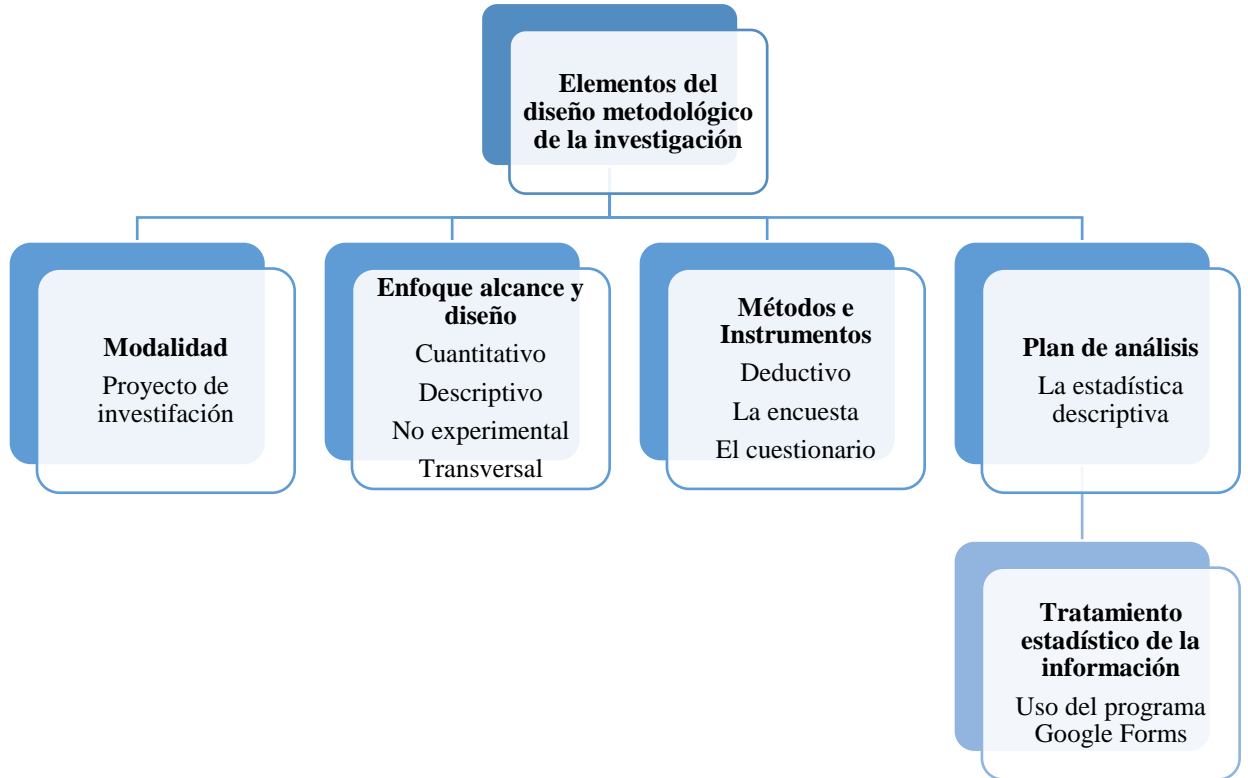 Elementos del
diseño metodológico
de la investigación
Modalidad
Proyecto de
investifación
Enfoque alcance y
diseño
Cuantitativo
Descriptivo
No experimental
Transversal
Métodos e
Instrumentos
Deductivo
La encuesta
El cuestionario
Plan de análisis
La estadística
descriptiva
Tratamiento
estadístico de la
información
Uso del programa
Google Forms